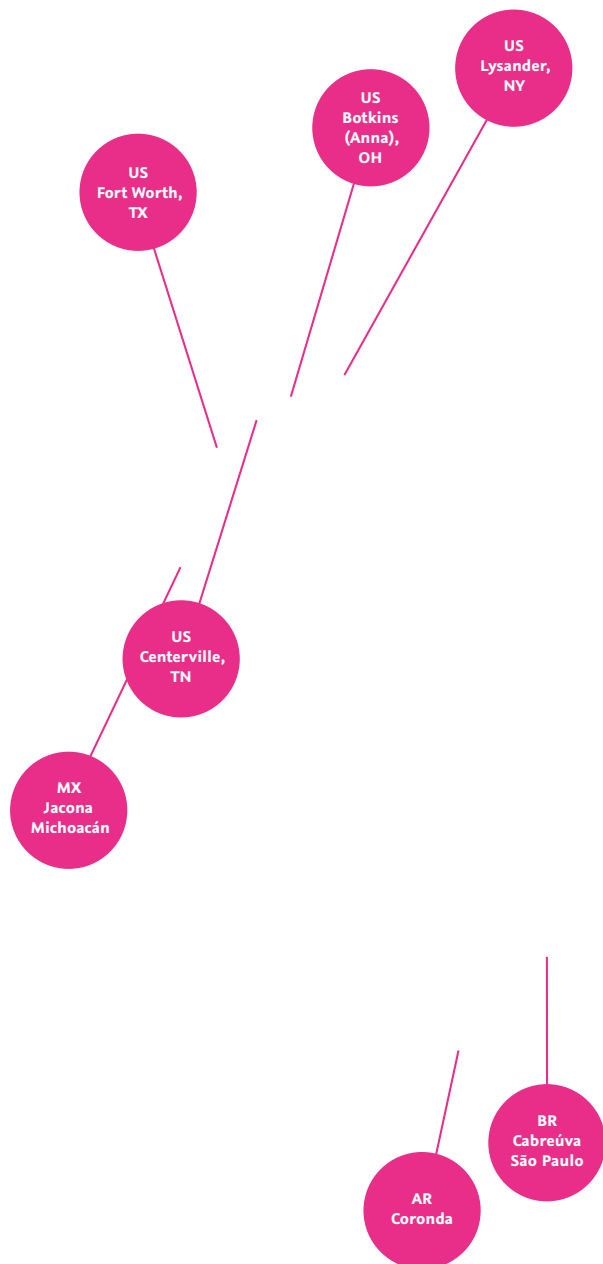 US
Lysander,
NY
US
Botkins
(Anna),
OH
US
Fort Worth,
TX
US
Centerville,
TN
MX
Jacona
Michoacán
BR
Cabreúva
São Paulo
AR
Coronda